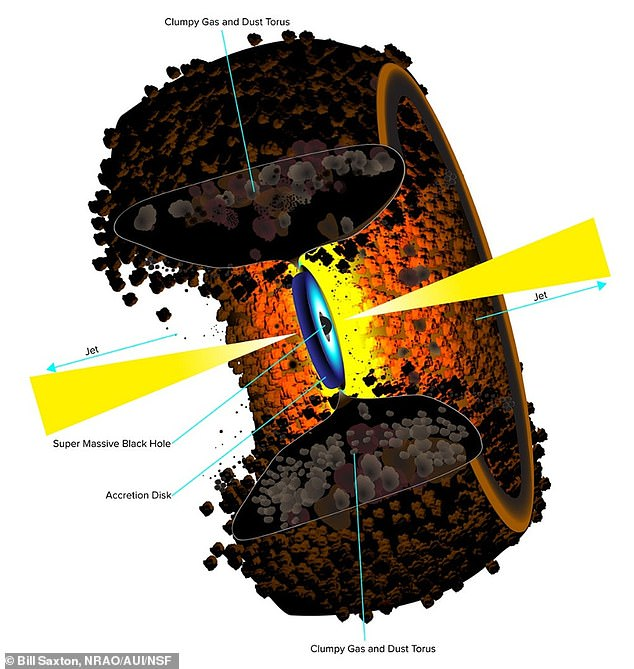 Clumpy Gas and Dust Torus
Jet
Jet
Super Massive Black Hole
Accretion Disk
Clumpy Gas and Dust Torus
© Bill Saxton, NRAO/AUI/NSF